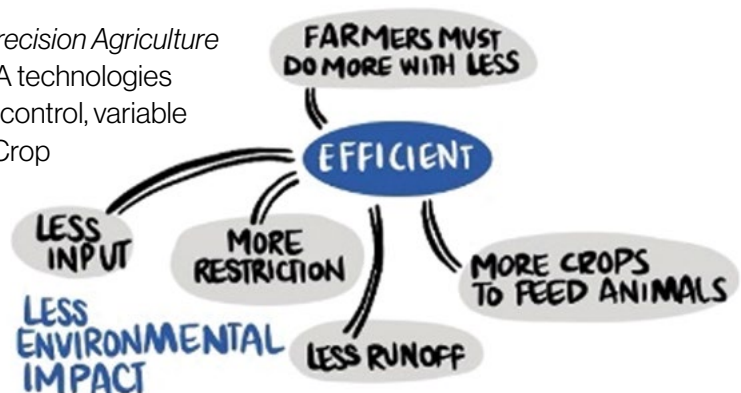 recision Agriculture
A technologies
control, variable
Crop
FARMERS MUST
DO MORE WITH LESS
EFFICIENT
LESS
INPUT
MORE
RESTRICTION
MORE CROPS
TO FEED ANIMALS
LESS
ENVIRONMENTAL
IMPACT
LESS RUNOFF